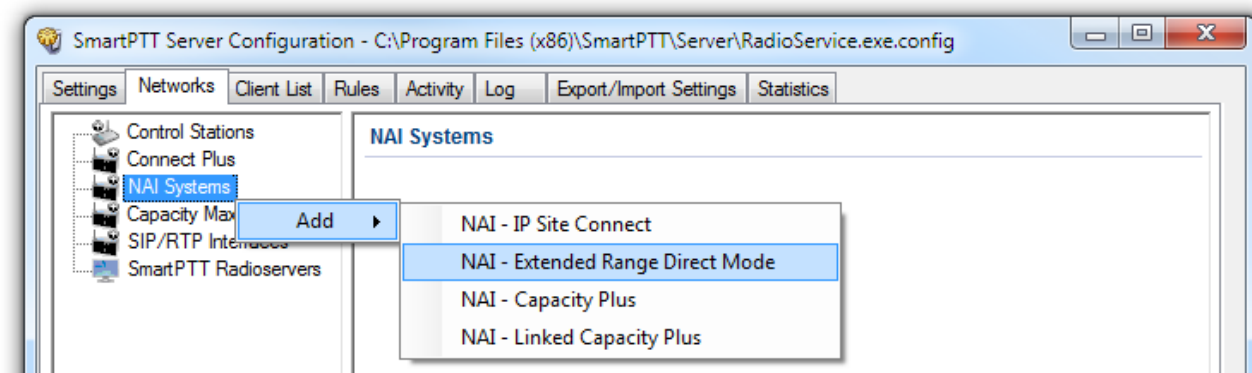 SmartPTT Server Configuration - C:\Program Files (x86)\SmartPTT\Server\RadioService.exe.config
Settings Networks Client List Rules Activity Log Export/Import Settings Statistics
Control Stations
Connect Plus
NAI Systems
Capacity Max
SIP/RTP Interfaces
SmartPTT Radioservers
NAI Systems
Add
NAI - IP Site Connect
NAI - Extended Range Direct Mode
NAI - Capacity Plus
NAI - Linked Capacity Plus